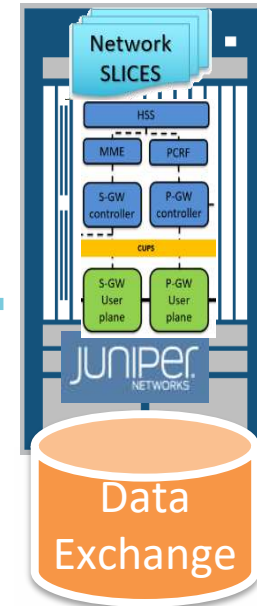 Network
SLICES
HSS
MME PCRF
S-GW P-GW
controller controller
CUPS
S-GW P-GW
User User
plane plane
JUNIPER
NETWORKS
Data
Exchange